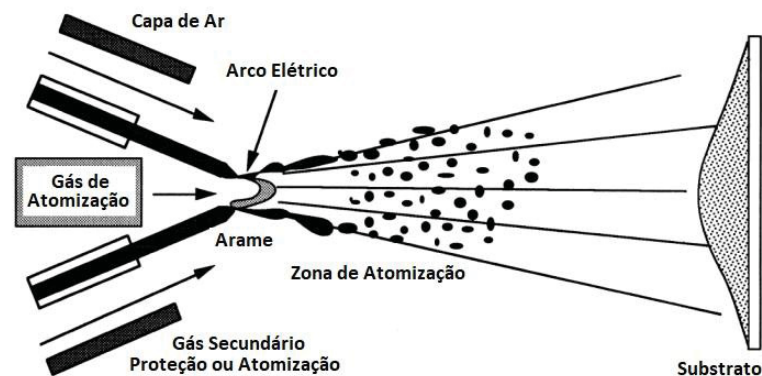 Capa de Ar
Arco Elétrico
Gás de
Atomização
Arame
Zona de Atomização
Gás Secundário
Proteção ou Atomização
Substrato